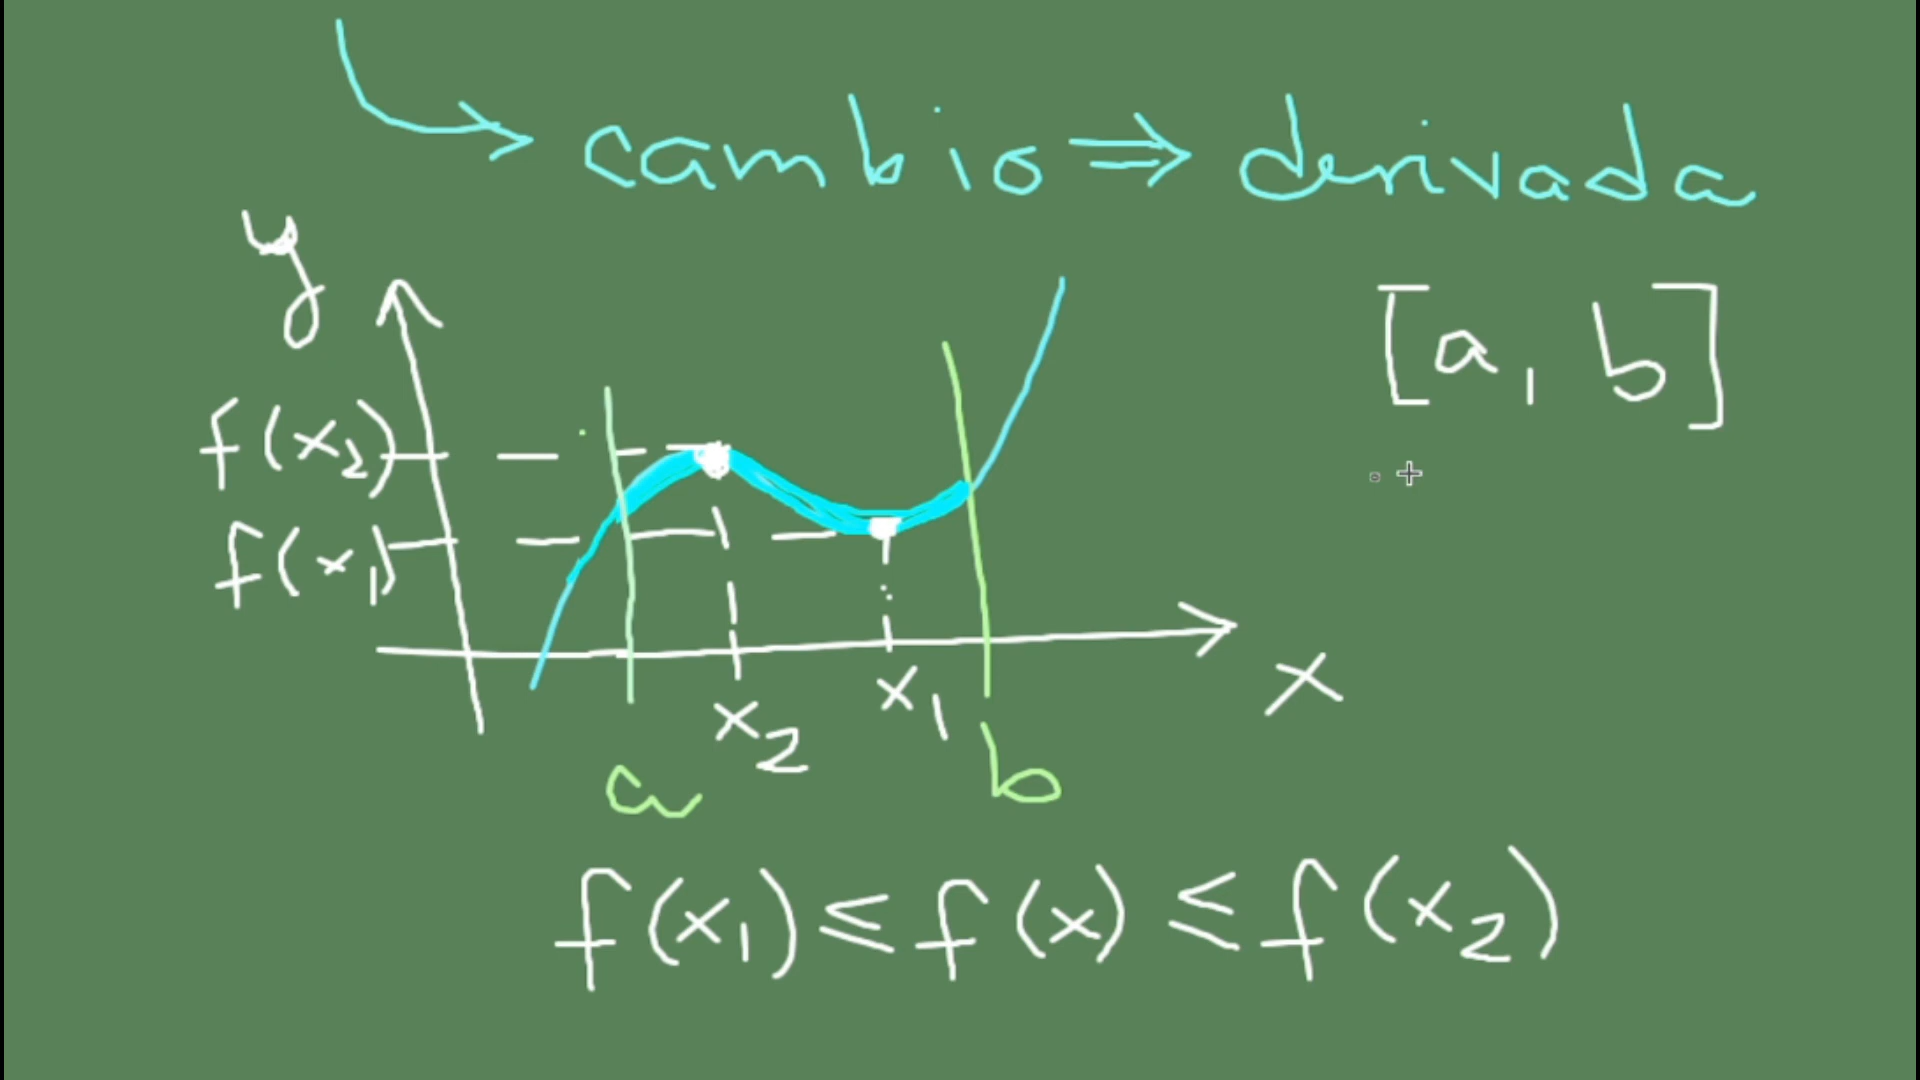 cambio ⇒ derivada
y
[a, b]
f(x₂)
f(x₁)
x
x₂
x₁
a
b
f(x₁) ≤ f(x) ≤ f(x₂)